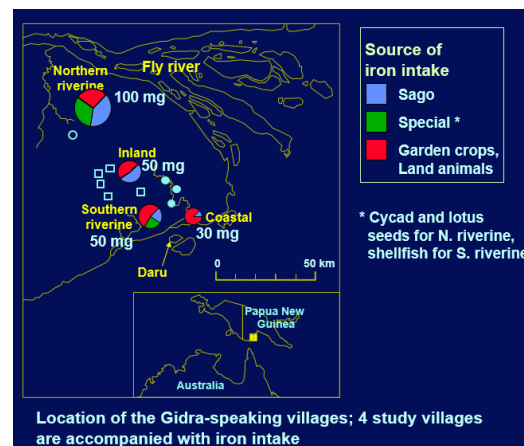 Northern
riverine
Fly river
100 mg
Inland
50 mg
Southern
riverine
50 mg
Coastal
30 mg
Daru
0
50 km
Papua New
Guinea
Australia
Source of
iron intake
Sago
Special *
Garden crops,
Land animals
* Cycad and lotus
seeds for N. riverine,
shellfish for S. riverine
Location of the Gidra-speaking villages; 4 study villages
are accompanied with iron intake